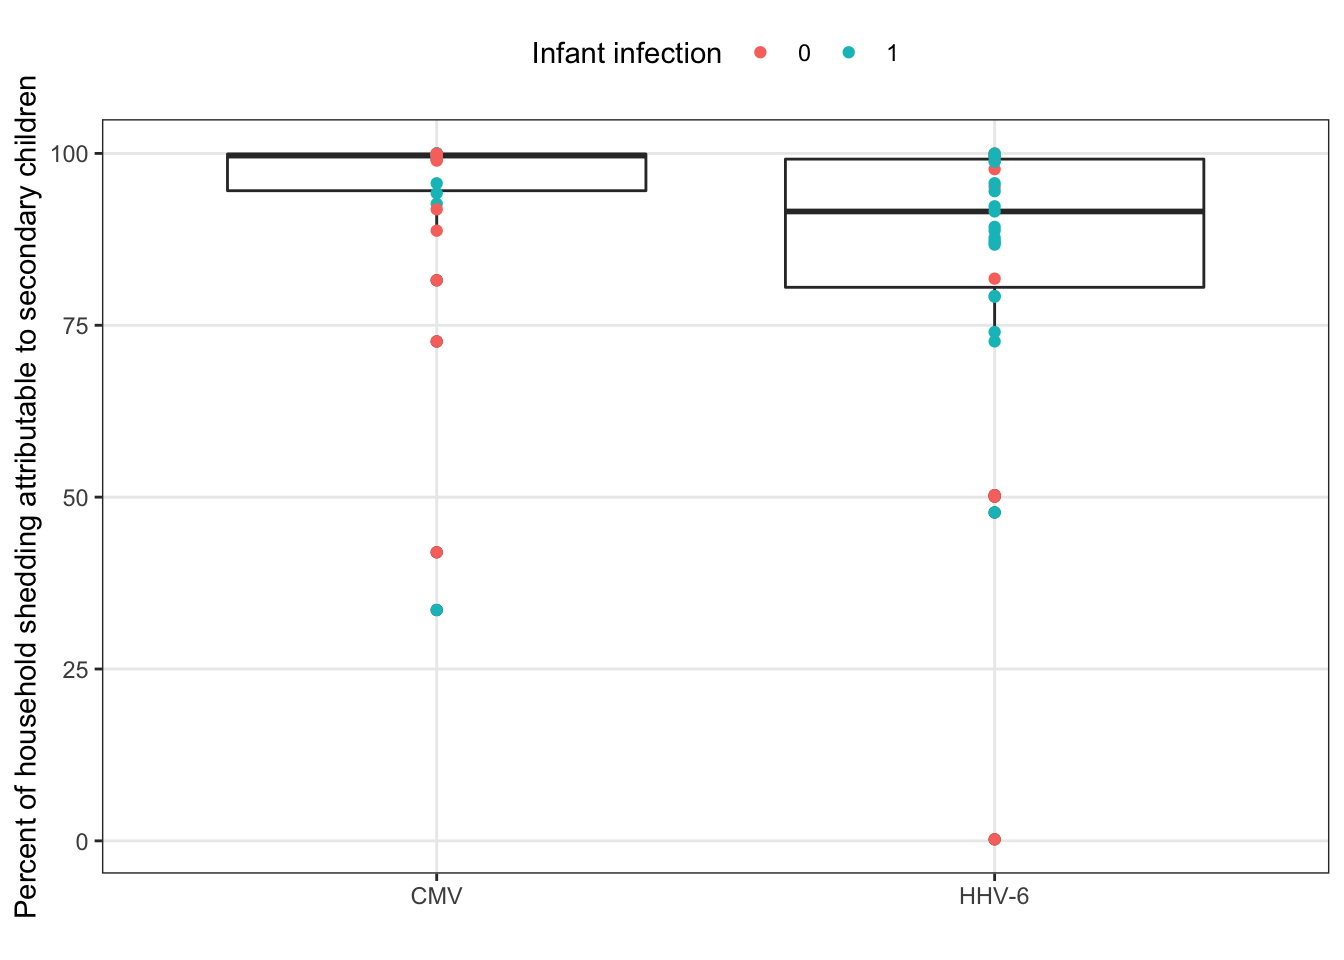 Infant infection 0 1
Percent of household shedding attributable to secondary children
100
75
50
25
0
CMV HHV-6